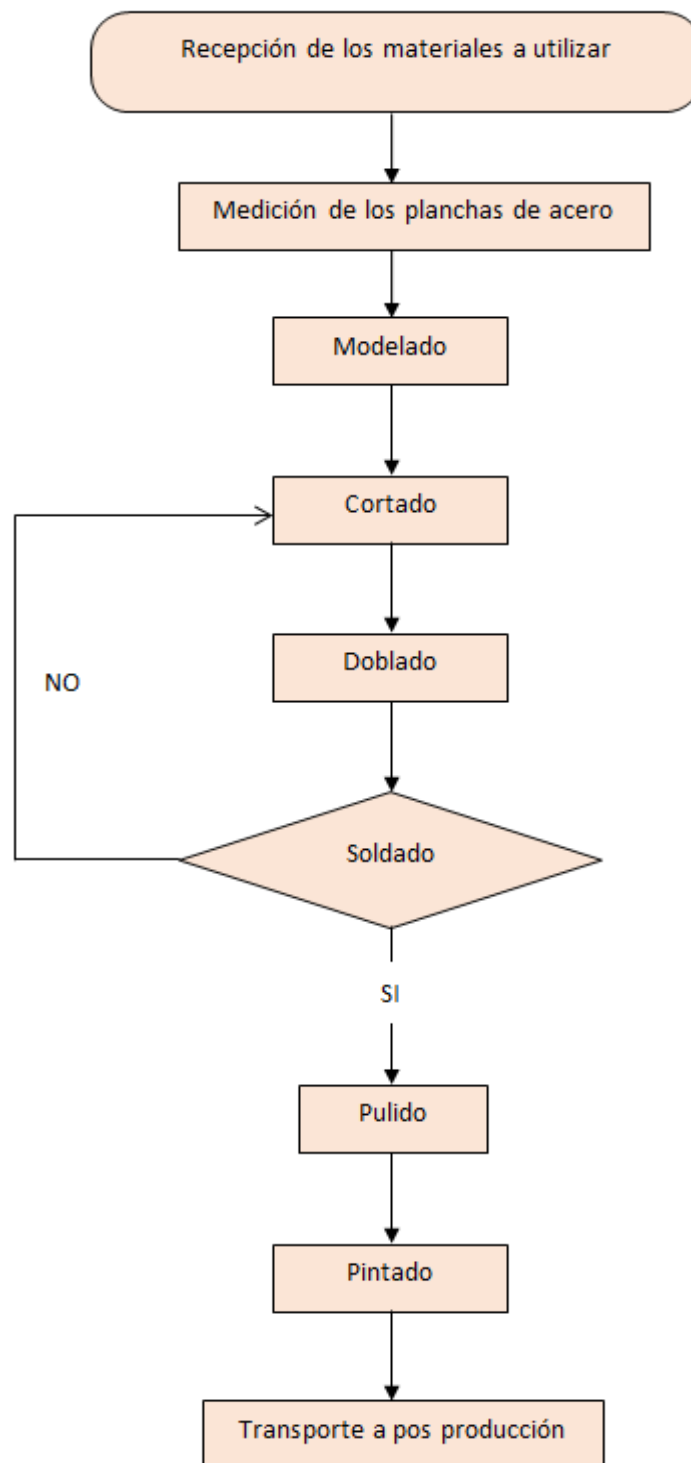 Recepción de los materiales a utilizar
Medición de los planchas de acero
Modelado
Cortado
Doblado
NO
Soldado
SI
Pulido
Pintado
Transporte a pos producción